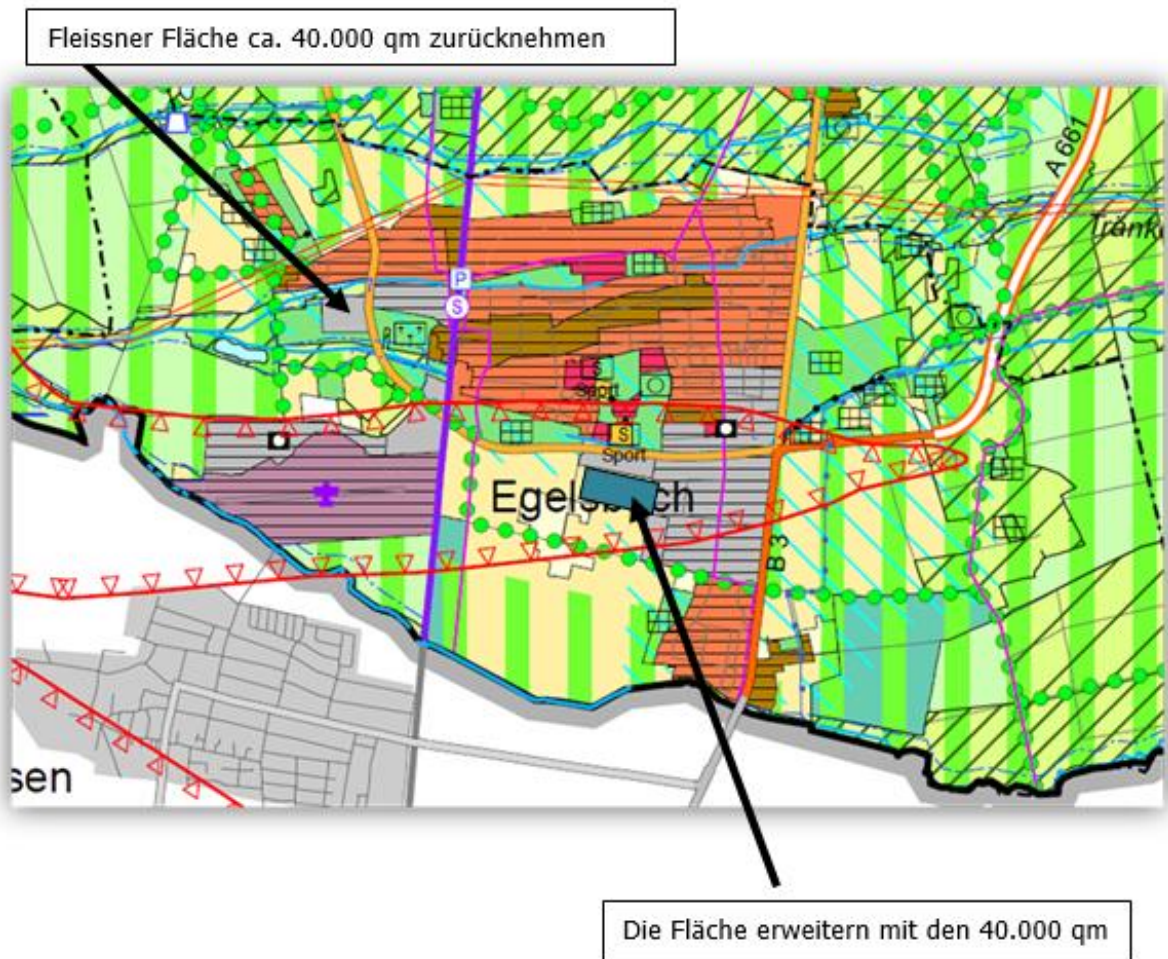 Fleissner Fläche ca. 40.000 qm zurücknehmen
A 661
Tränk
P
S
S
Sport
S
Sport
Egelsbach
B 3
sen
Die Fläche erweitern mit den 40.000 qm